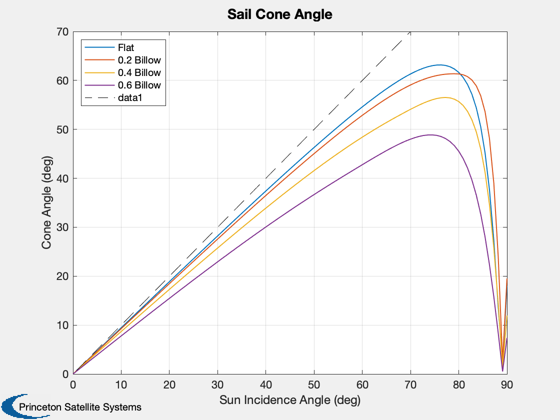 Sail Cone Angle
70
60
50
40
30
20
10
0
Cone Angle (deg)
Flat
0.2 Billow
0.4 Billow
0.6 Billow
data1
0 10 20 30 40 50 60 70 80 90
Sun Incidence Angle (deg)
Princeton Satellite Systems